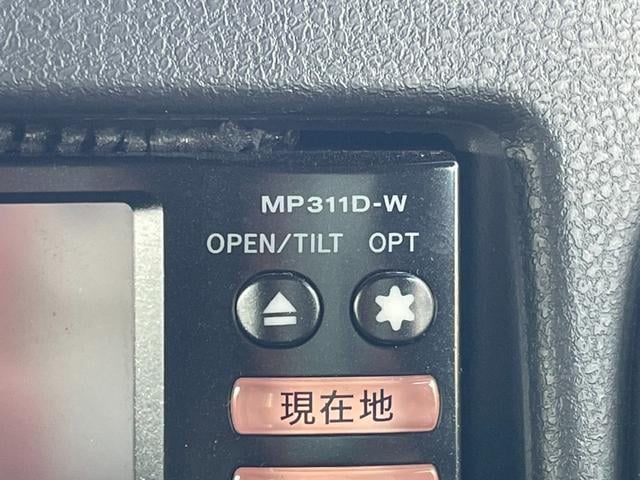 MP311D-W
OPEN/TILT OPT
現在地